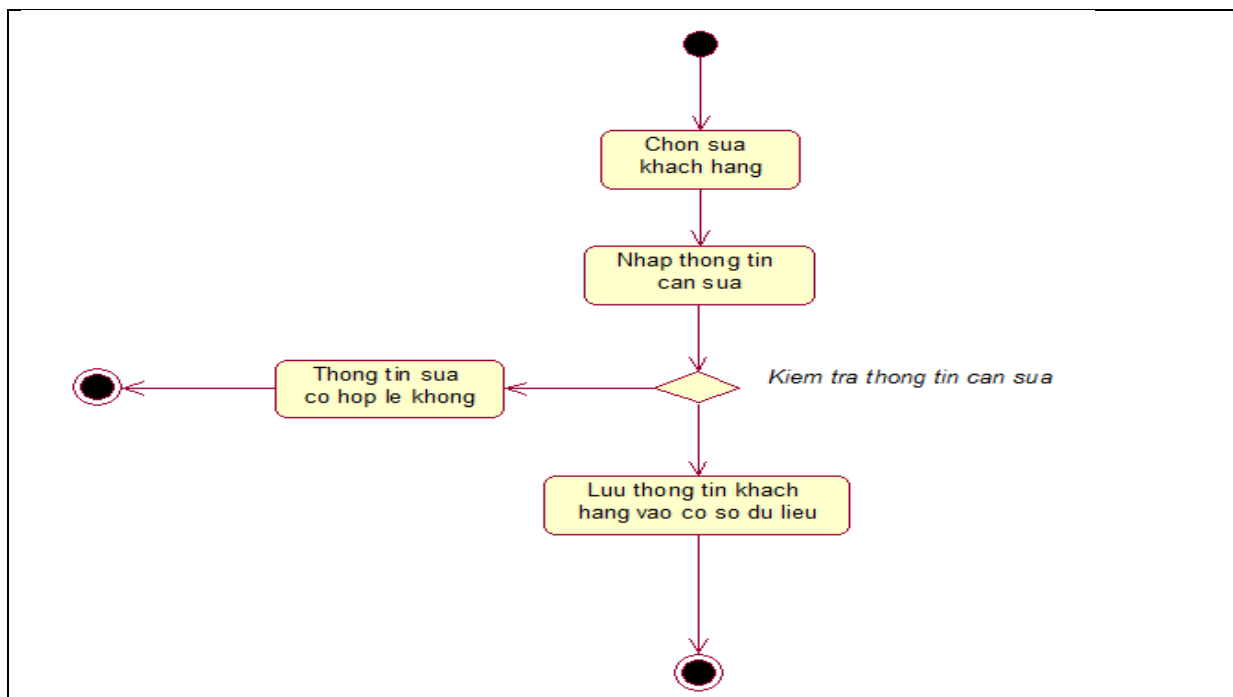 Chon sua
khach hang
Nhap thong tin
can sua
Kiem tra thong tin can sua
Thong tin sua
co hop le khong
Luu thong tin khach
hang vao co so du lieu